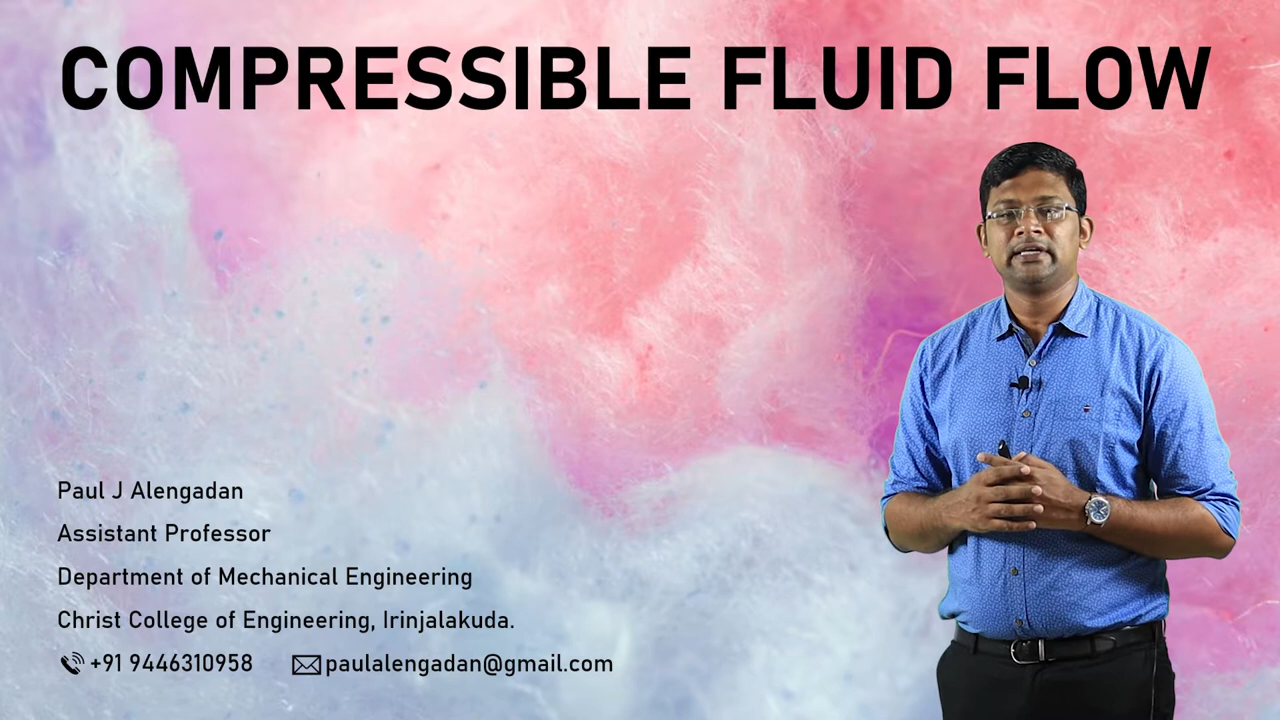 COMPRESSIBLE FLUID FLOW
Paul J Alengadan
Assistant Professor
Department of Mechanical Engineering
Christ College of Engineering, Irinjalakuda.
+91 9446310958 paulalengadan@gmail.com